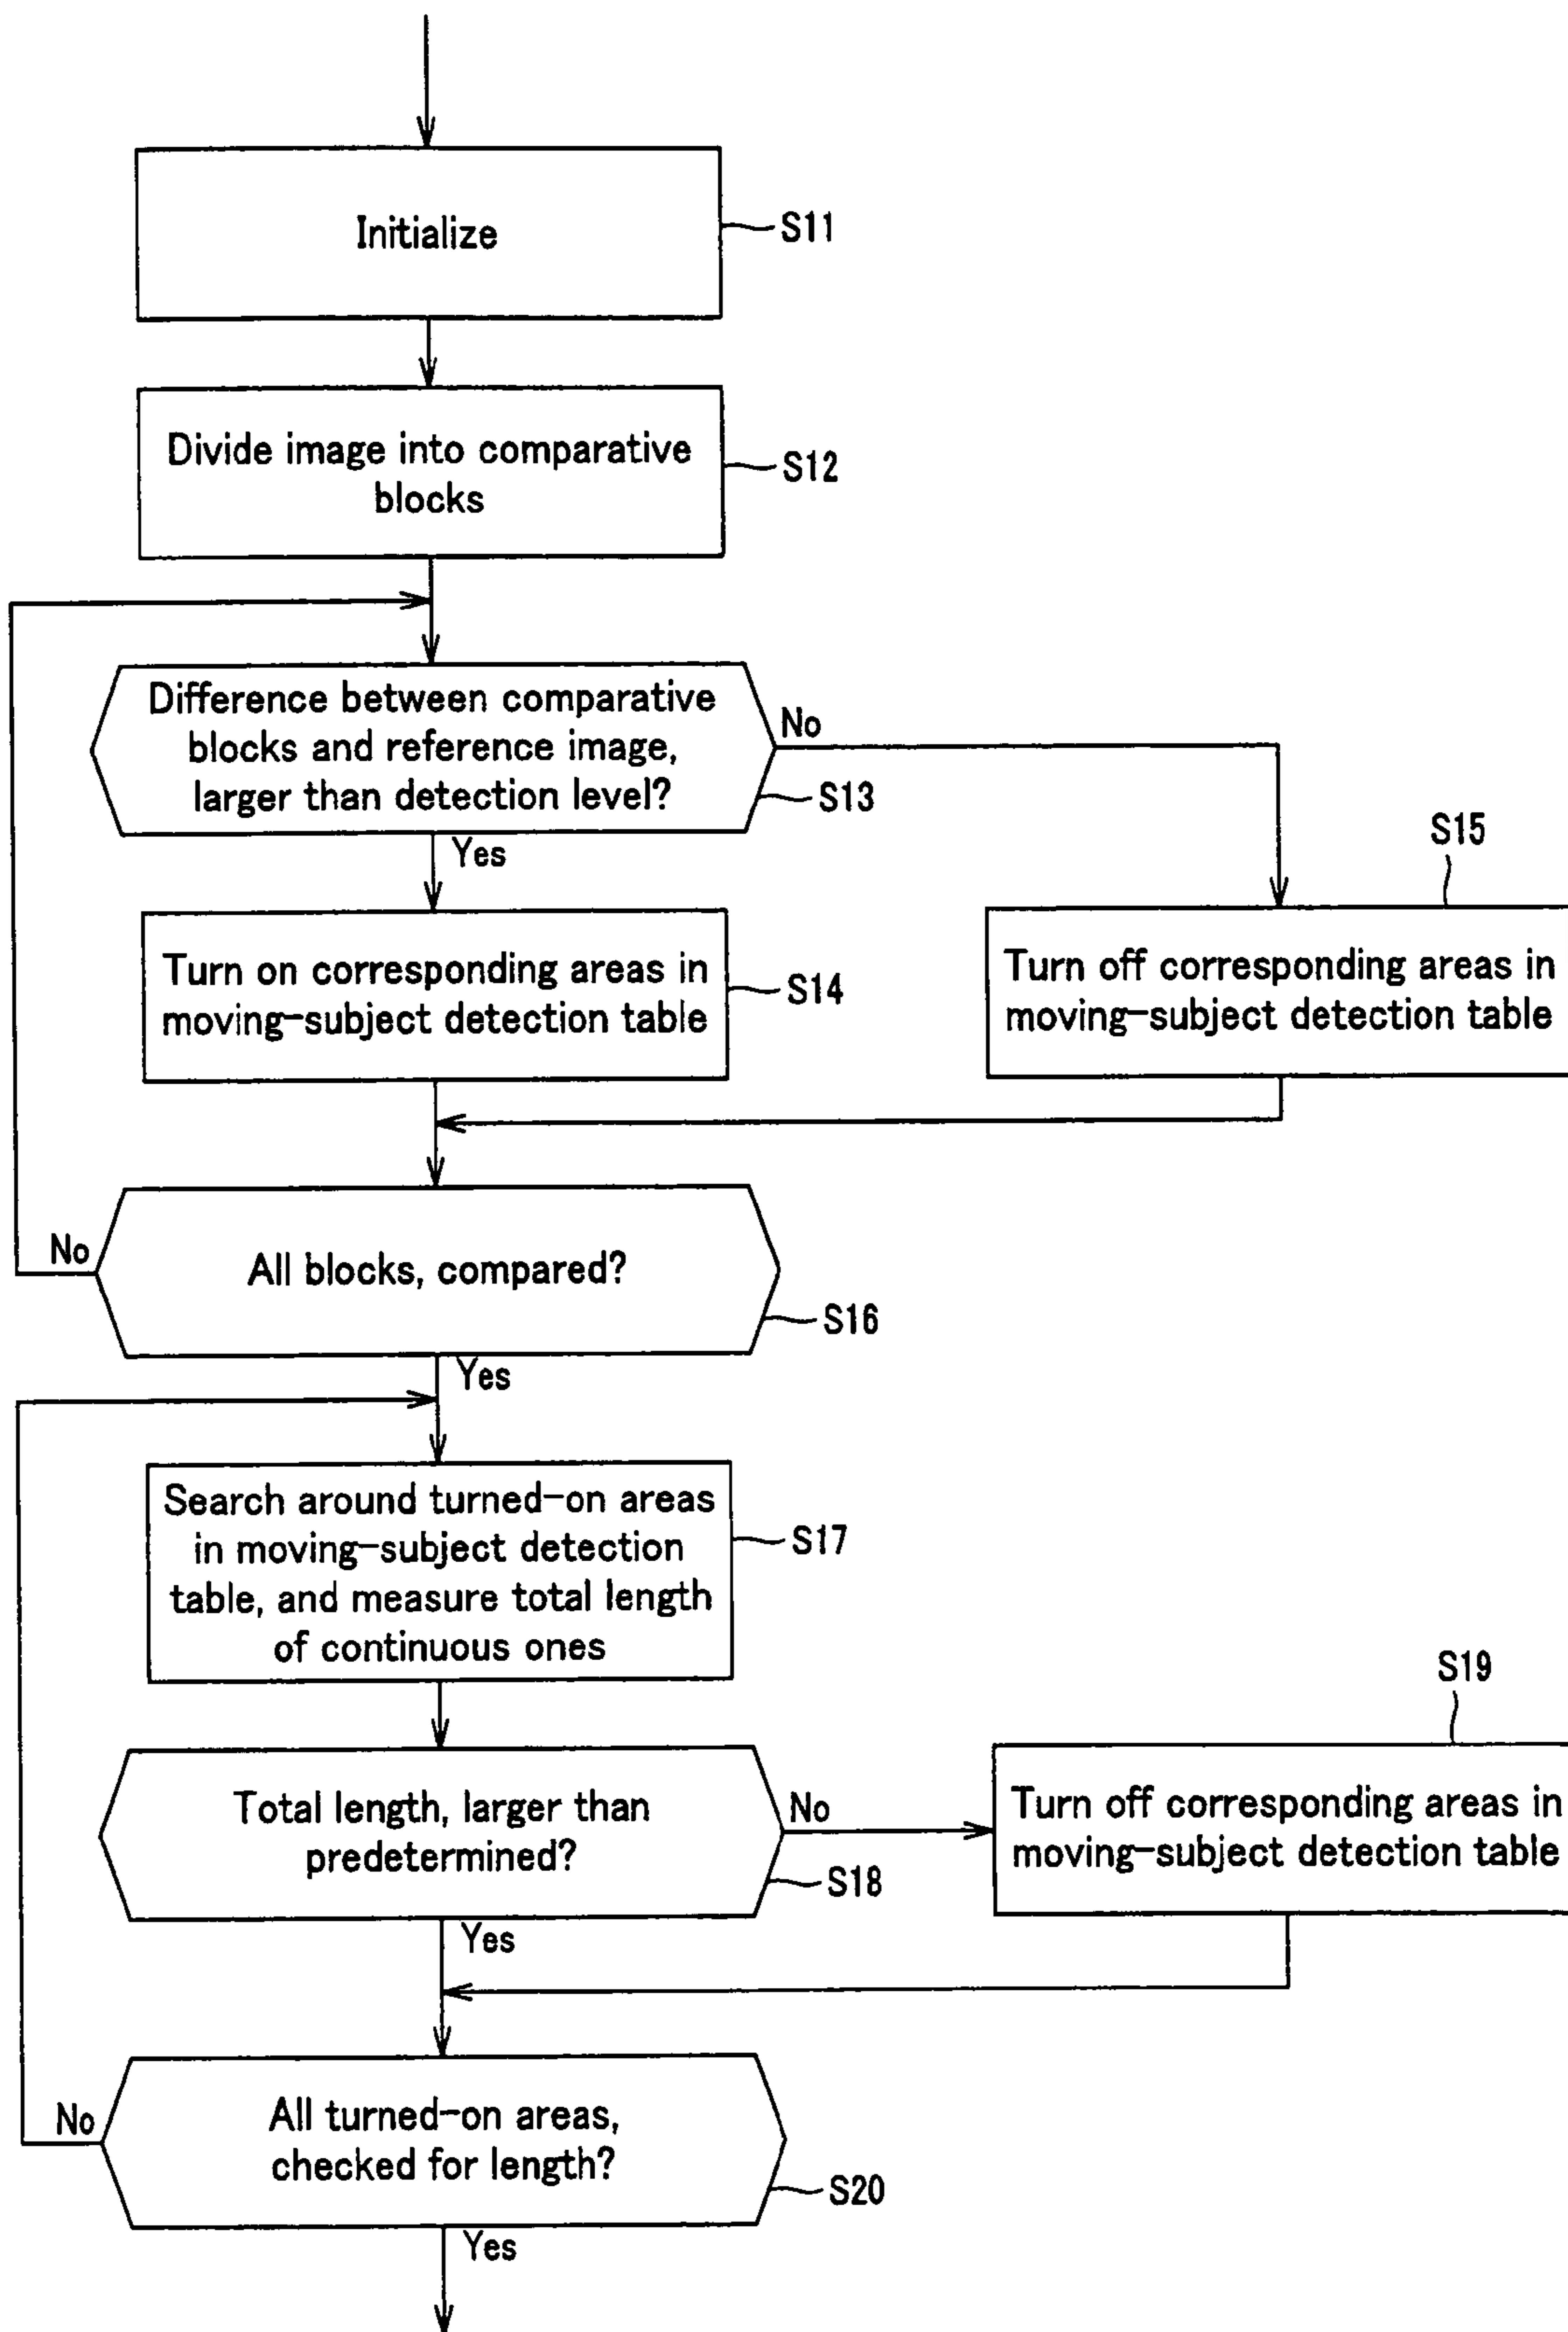 Initialize
S11
Divide image into comparative
blocks
S12
Difference between comparative
blocks and reference image,
larger than detection level?
No
S13
Yes
S15
Turn on corresponding areas in
moving-subject detection table
S14
Turn off corresponding areas in
moving-subject detection table
No
All blocks, compared?
S16
Yes
Search around turned-on areas
in moving-subject detection
table, and measure total length
of continuous ones
S17
S19
Total length, larger than
predetermined?
No
S18
Turn off corresponding areas in
moving-subject detection table
Yes
No
All turned-on areas,
checked for length?
S20
Yes